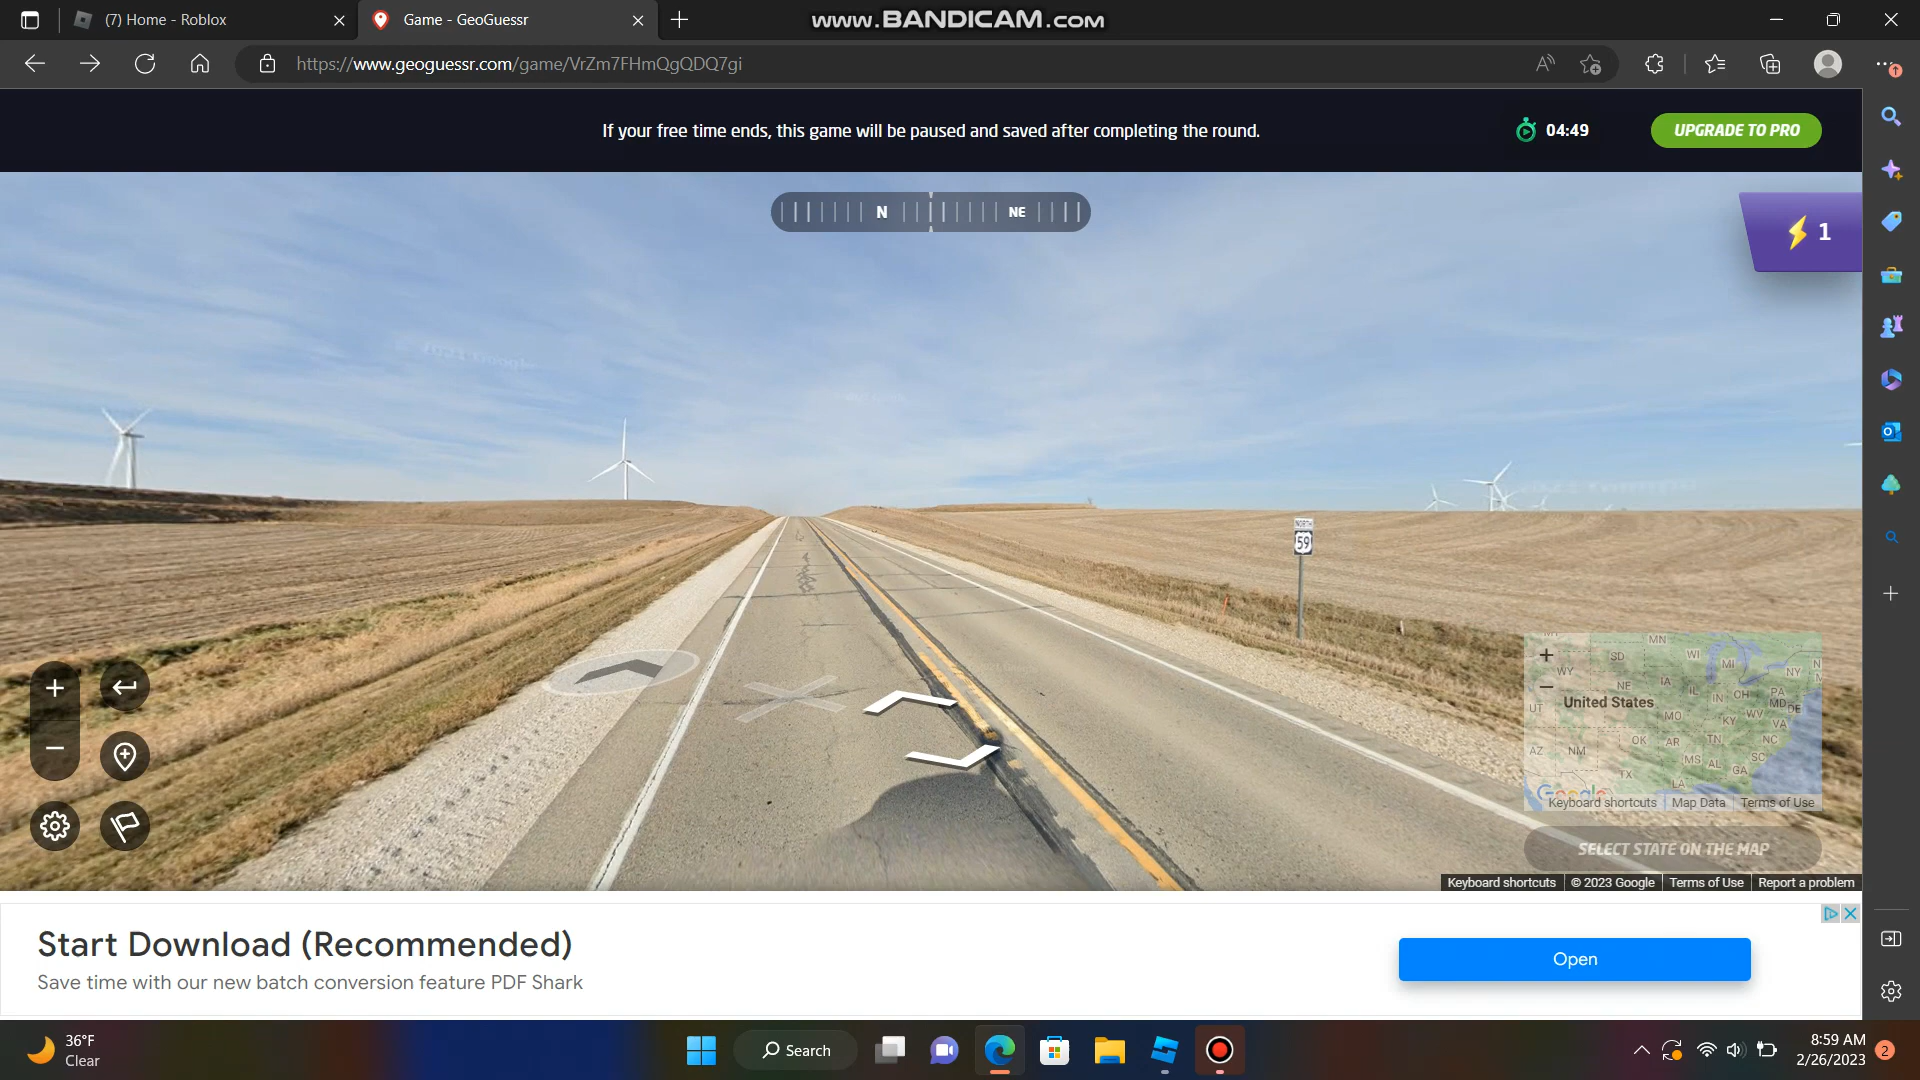 (7) Home - Roblox
Game - GeoGuessr
www.BANDICAM.com
https://www.geoguessr.com/game/VrZm7FHmQgQDQ7gi
If your free time ends, this game will be paused and saved after completing the round.
04:49
UPGRADE TO PRO
N
NE
1
NORTH
59
MN
WI
SD
WY
MI
NY
NE
IA
IL
IN
OH
PA
UT
United States
MO
KY
WV
MD
DE
VA
AZ
NM
OK
AR
TN
NC
MS
AL
SC
GA
TX
LA
Google
Keyboard shortcuts
Map Data
Terms of Use
SELECT STATE ON THE MAP
Keyboard shortcuts
© 2023 Google
Terms of Use
Report a problem
Start Download (Recommended)
Save time with our new batch conversion feature PDF Shark
Open
36°F
Clear
Search
8:59 AM
2/26/2023
2